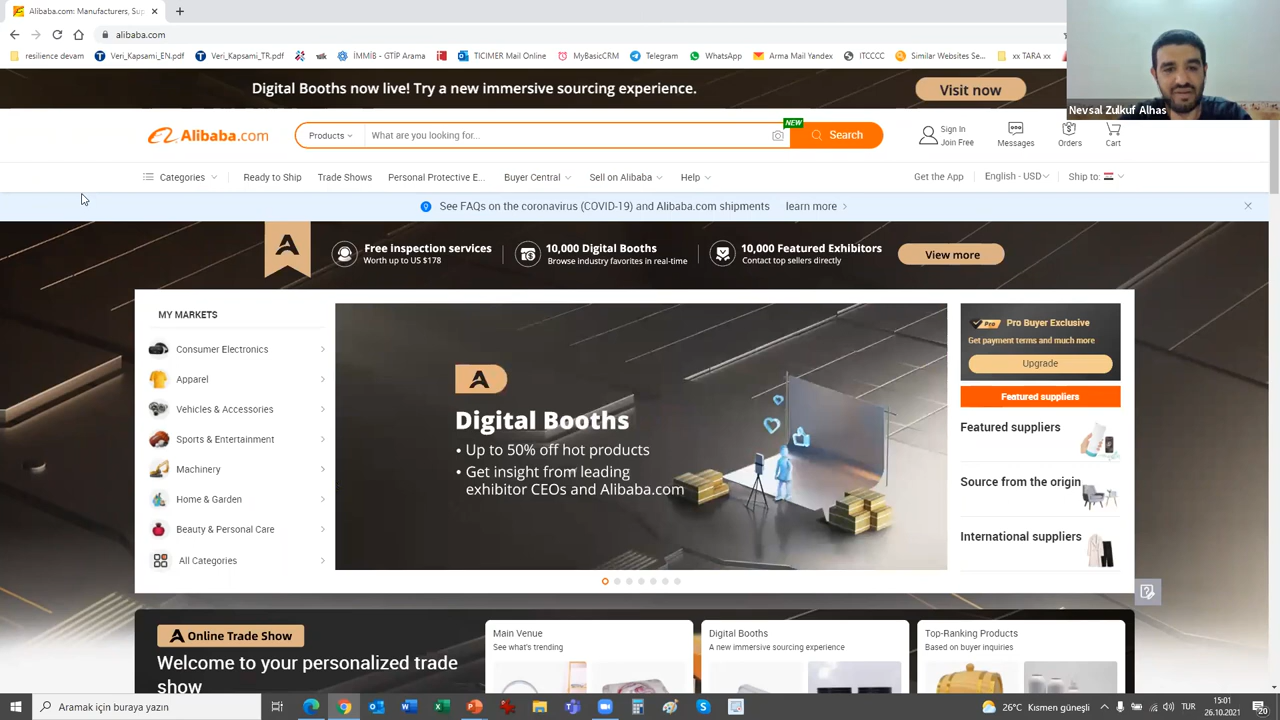 Alibaba.com: Manufacturers, Sup
alibaba.com
resilience devam
Veri_Kapsami_EN.pdf
Veri_Kapsami_TR.pdf
İMMİB - GTİP Arama
TICIMER Mail Online
MyBasicCRM
Telegram
WhatsApp
Arma Mail Yandex
ITCCCC
Similar Websites Se...
xx TARA xx
Digital Booths now live! Try a new immersive sourcing experience.
Visit now
Nevsal Zulkuf Alhas
Alibaba.com
Products
What are you looking for...
NEW
Search
Sign In
Join Free
Messages
Orders
Cart
Categories
Ready to Ship
Trade Shows
Personal Protective E...
Buyer Central
Sell on Alibaba
Help
Get the App
English - USD
Ship to:
See FAQs on the coronavirus (COVID-19) and Alibaba.com shipments
learn more
A
Free inspection services
Worth up to US $178
10,000 Digital Booths
Browse industry favorites in real-time
10,000 Featured Exhibitors
Contact top sellers directly
View more
MY MARKETS
Consumer Electronics
Apparel
Vehicles & Accessories
Sports & Entertainment
Machinery
Home & Garden
Beauty & Personal Care
All Categories
A
Digital Booths
• Up to 50% off hot products
• Get insight from leading
exhibitor CEOs and Alibaba.com
Pro
Pro Buyer Exclusive
Get payment terms and much more
Upgrade
Featured suppliers
Featured suppliers
Source from the origin
International suppliers
A Online Trade Show
Welcome to your personalized trade
show
Main Venue
See what's trending
Digital Booths
A new immersive sourcing experience
Top-Ranking Products
Based on buyer inquiries
Aramak için buraya yazın
26°C Kısmen güneşli
TUR
15:01
26.10.2021
20